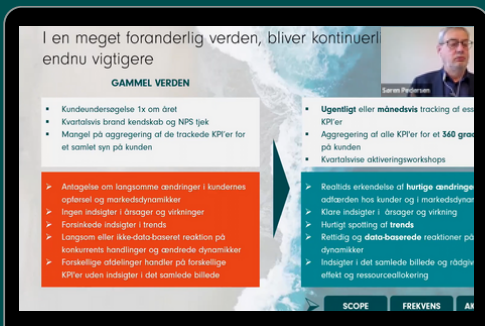 I en meget foranderlig verden, bliver kontinuerli
endnu vigtigere
Søren Pedersen
GAMMEL VERDEN
Kundeundersøgelse 1x om året
Kvartalsvis brand kendskab og NPS tjek
Mangel på aggregering af de trackede KPI'er for
et samlet syn på kunden
Ugentligt eller månedsvis tracking af ess
KPI'er
Aggregering af alle KPI'er for et 360 grad
på kunden
Kvartalsvise aktiveringsworkshops
Antagelse om langsomme ændringer i kundernes
opførsel og markedsdynamikker
Ingen indsigter i årsager og virkninger
Forsinkede indsigter i trends
Langsom eller ikke-data-baseret reaktion på
konkurrents handlinger og ændrede dynamikker
Forskellige afdelinger handler på forskellige
KPI'er uden indsigter i det samlede billede
Realtids erkendelse af hurtige ændringe
adfærden hos kunder og i markedsdynam
Klare indsigter i årsager og virkning
Hurtigt spotting af trends
Rettidig og data-baserede reaktioner på
dynamikker
Indsigter i det samlede billede og rådgiv
effekt og ressourceallokering
SCOPE
FREKVENS
AK